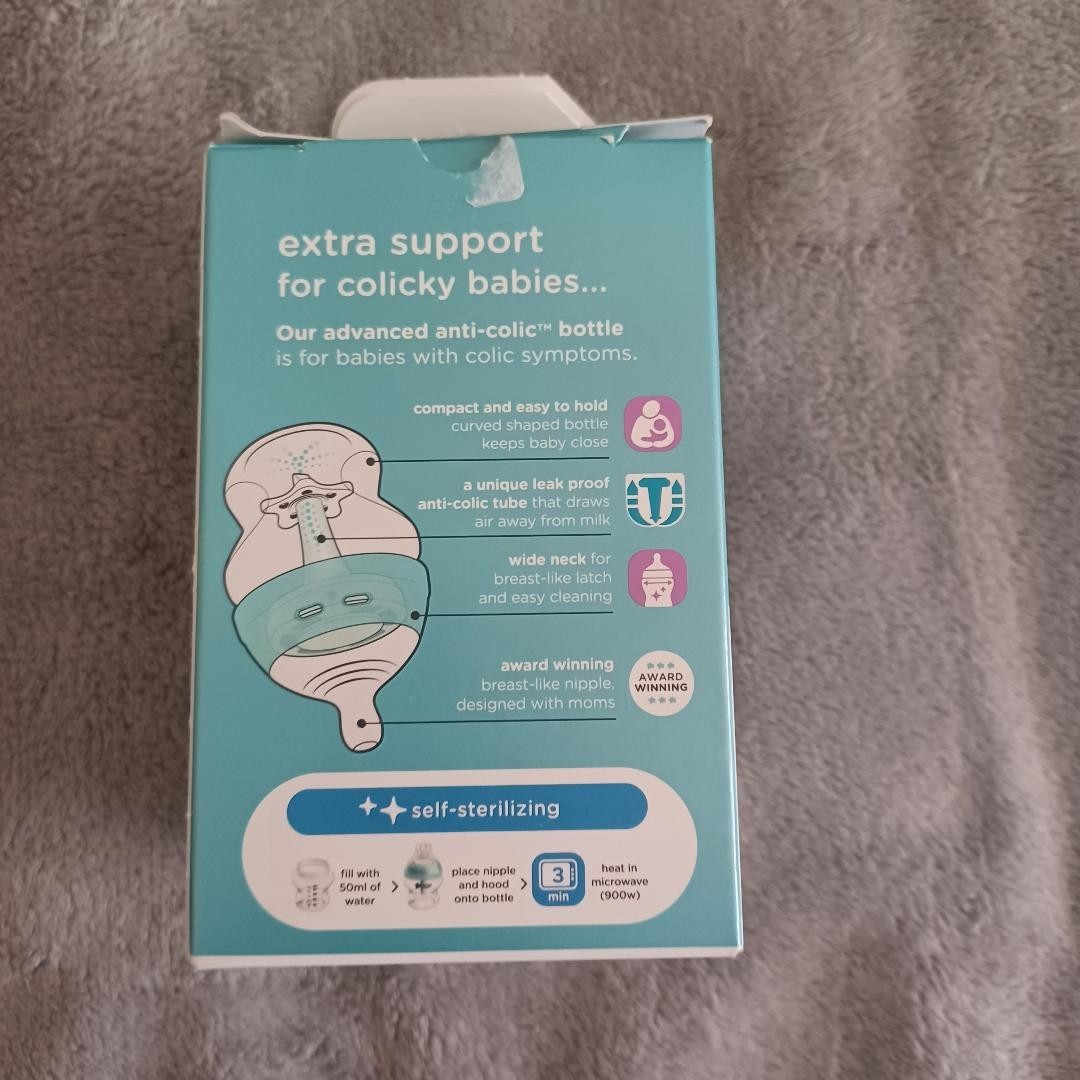 extra support
for colicky babies...
Our advanced anti-colic™ bottle
is for babies with colic symptoms.
compact and easy to hold
curved shaped bottle
keeps baby close
a unique leak proof
anti-colic tube that draws
air away from milk
wide neck for
breast-like latch
and easy cleaning
award winning
breast-like nipple,
designed with moms
AWARD
WINNING
self-sterilizing
fill with
50ml of
water
place nipple
and hood
onto bottle
3
min
heat in
microwave
(900w)